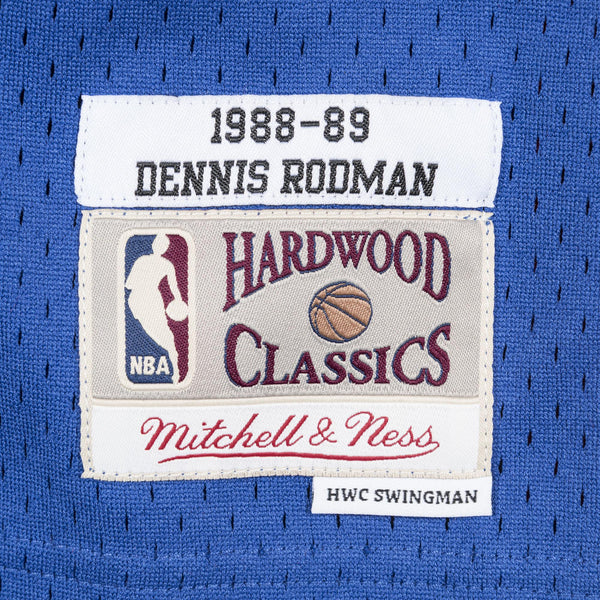 1988-89
DENNIS RODMAN
HARDWOOD
CLASSICS
NBA
Mitchell & Ness
HWC SWINGMAN